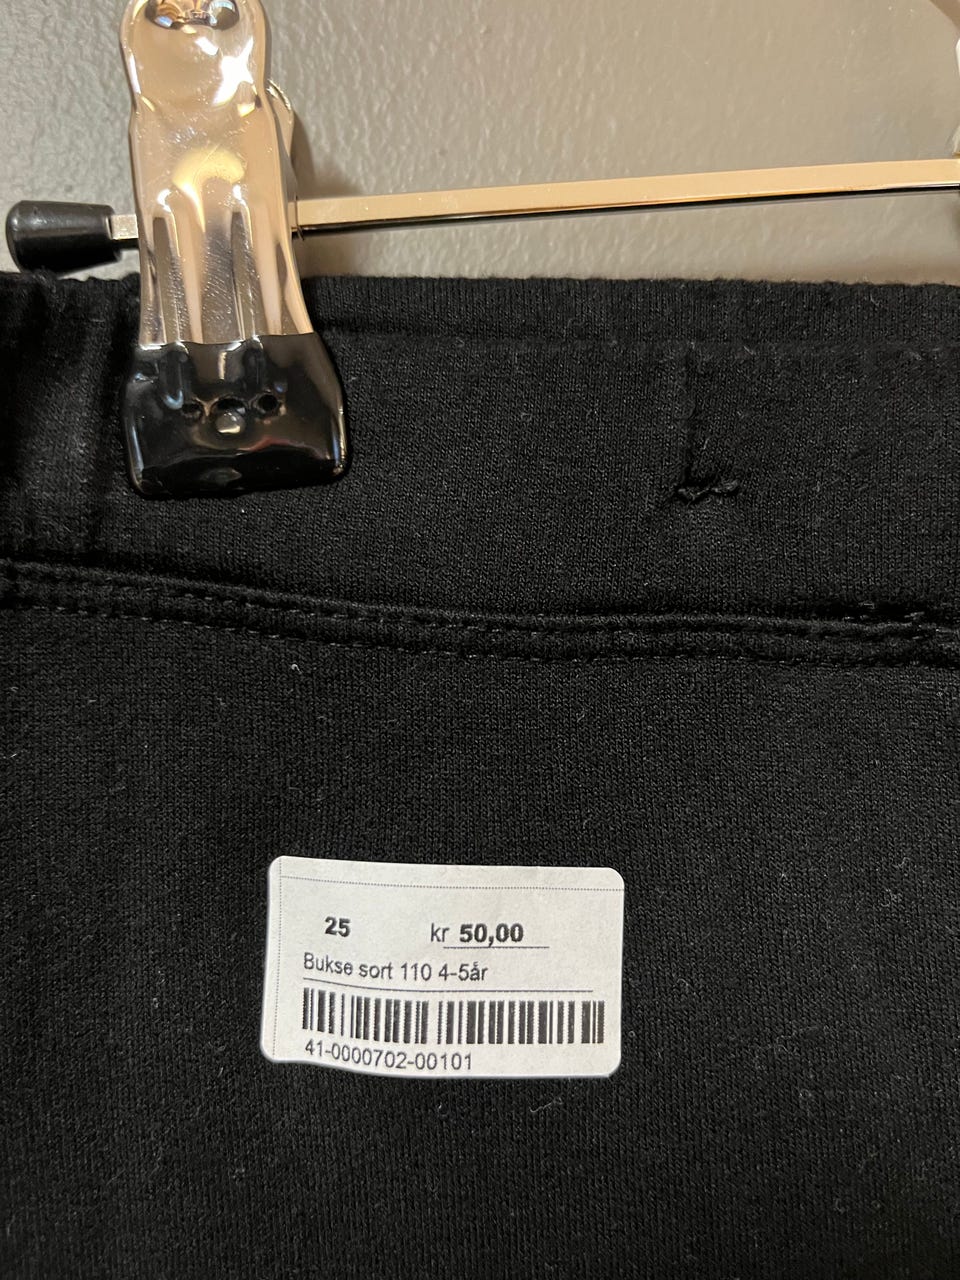 25 kr 50,00
Bukse sort 110 4-5år
41-0000702-00101